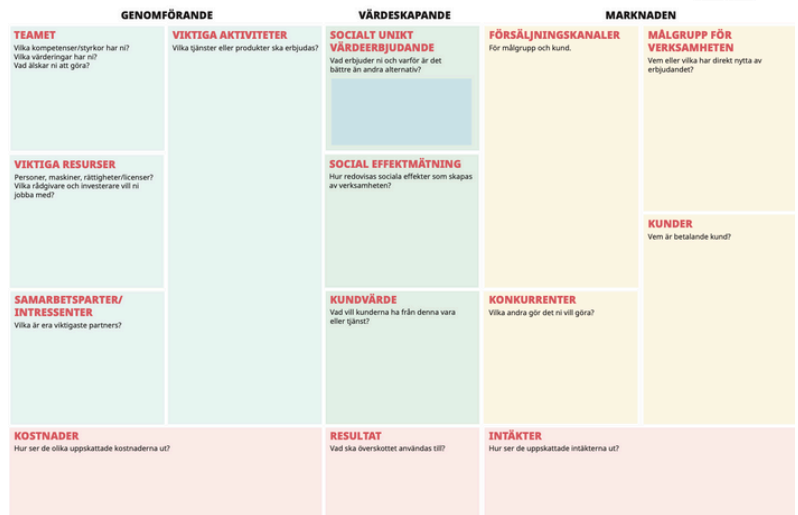 GENOMFÖRANDE
VÄRDESKAPANDE
MARKNADEN
TEAMET
Vilka kompetenser/styrkor har ni?
Vilka värderingar har ni?
Vad älskar ni att göra?
VIKTIGA AKTIVITETER
Vilka tjänster eller produkter ska erbjudas?
SOCIALT UNIKT
VÄRDEERBJUDANDE
Vad erbjuder ni och varför är det
bättre än andra alternativ?
FÖRSÄLJNINGSKANALER
För målgrupp och kund.
MÅLGRUPP FÖR
VERKSAMHETEN
Vem eller vilka har direkt nytta av
erbjudandet?
VIKTIGA RESURSER
Personer, maskiner, rättigheter/licenser?
Vilka rådgivare och investerare vill ni
jobba med?
SOCIAL EFFEKTMÄTNING
Hur redovisas sociala effekter som skapas
av verksamheten?
KUNDER
Vem är betalande kund?
SAMARBETSPARTER/
INTRESSENTER
Vilka är era viktigaste partners?
KUNDVÄRDE
Vad vill kunderna ha från denna vara
eller tjänst?
KONKURRENTER
Vilka andra gör det ni vill göra?
KOSTNADER
Hur ser de olika uppskattade kostnaderna ut?
RESULTAT
Vad ska överskottet användas till?
INTÄKTER
Hur ser de uppskattade intäkterna ut?